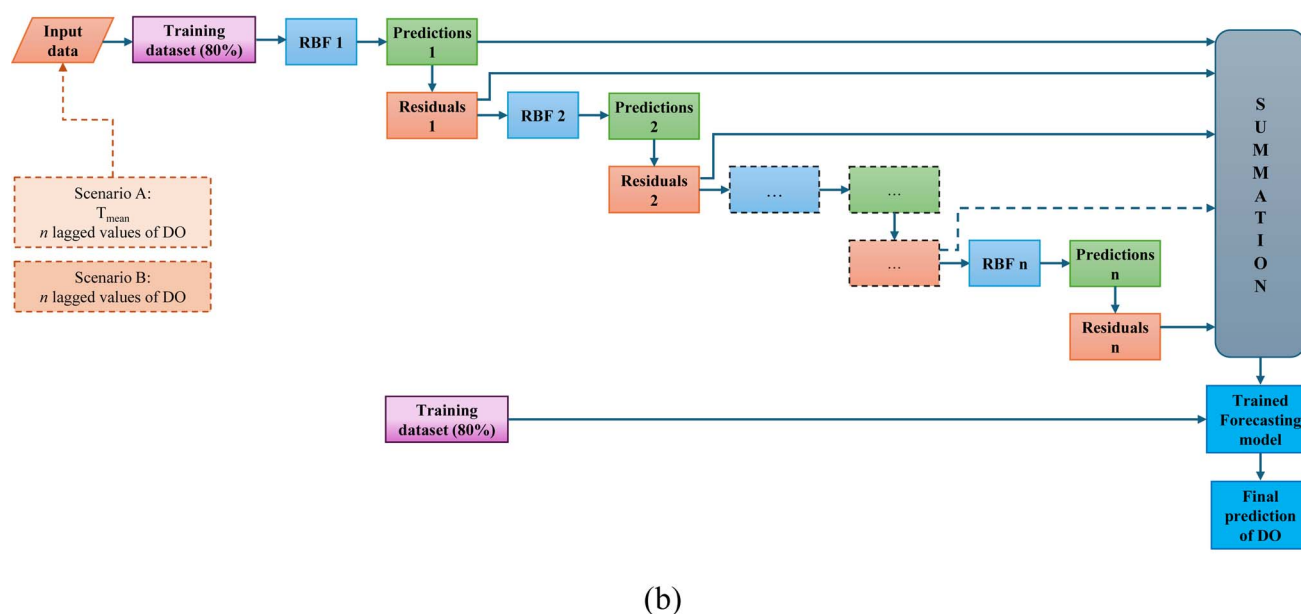 Input
data
Training
dataset (80%)
RBF 1
Predictions
1
Residuals
1
RBF 2
Predictions
2
Residuals
2
...
...
...
RBF n
Predictions
n
Residuals
n
SUMMATION
Scenario A:
Tmean
n lagged values of DO
Scenario B:
n lagged values of DO
Training
dataset (80%)
Trained
Forecasting
model
Final
prediction
of DO
(b)